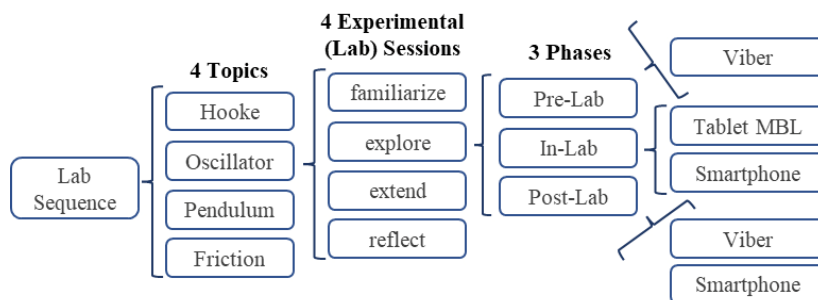 Lab
Sequence
4 Topics
Hooke
Oscillator
Pendulum
Friction
4 Experimental
(Lab) Sessions
familiarize
explore
extend
reflect
3 Phases
Pre-Lab
In-Lab
Post-Lab
Viber
Tablet MBL
Smartphone
Viber
Smartphone